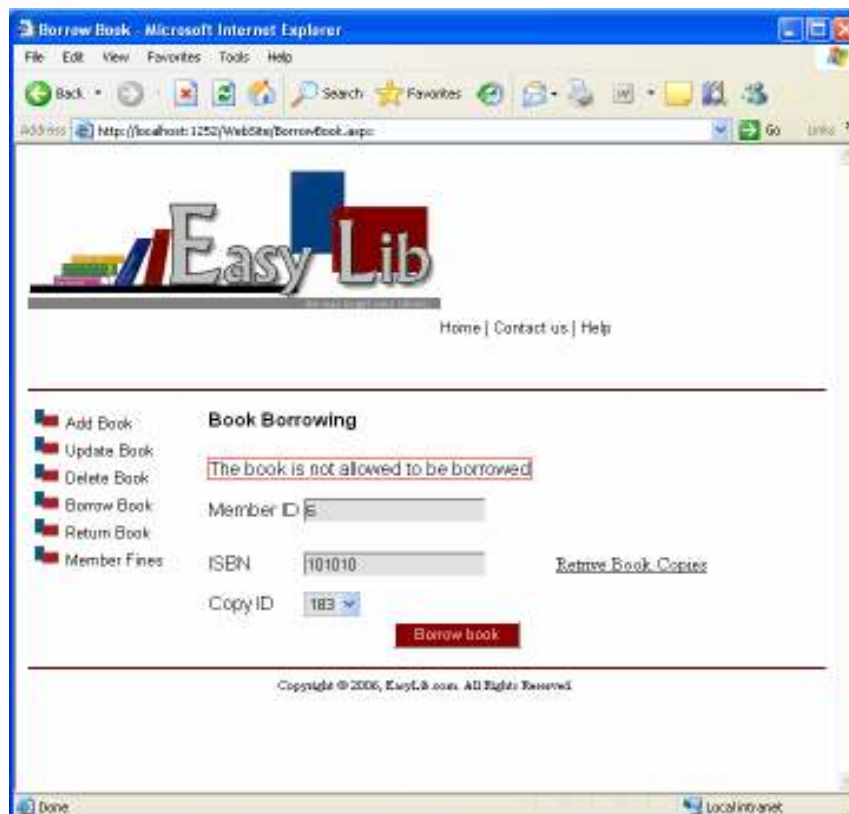 Borrow Book - Microsoft Internet Explorer
File Edit View Favorites Tools Help
Back Search Favorites
Address http://localhost:1252/WebSite/BorrowBook.aspx Go Links
Easy Lib
Home | Contact us | Help
Add Book
Update Book
Delete Book
Borrow Book
Return Book
Member Fines
Book Borrowing
The book is not allowed to be borrowed
Member ID 6
ISBN 101010 Retrive Book Copies
Copy ID 183
Borrow book
Copyright © 2006, EasyLib.com. All Rights Reserved
Done Local intranet